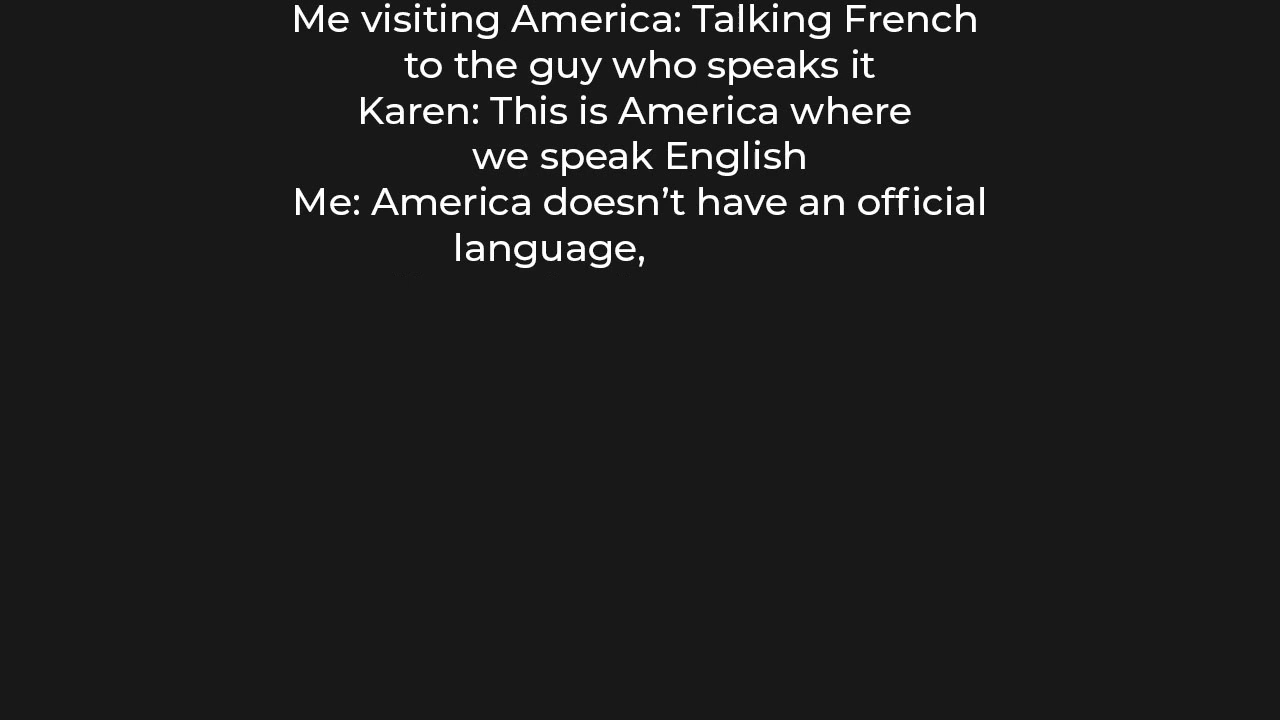 Me visiting America: Talking French
to the guy who speaks it
Karen: This is America where
we speak English
Me: America doesn’t have an official
language,